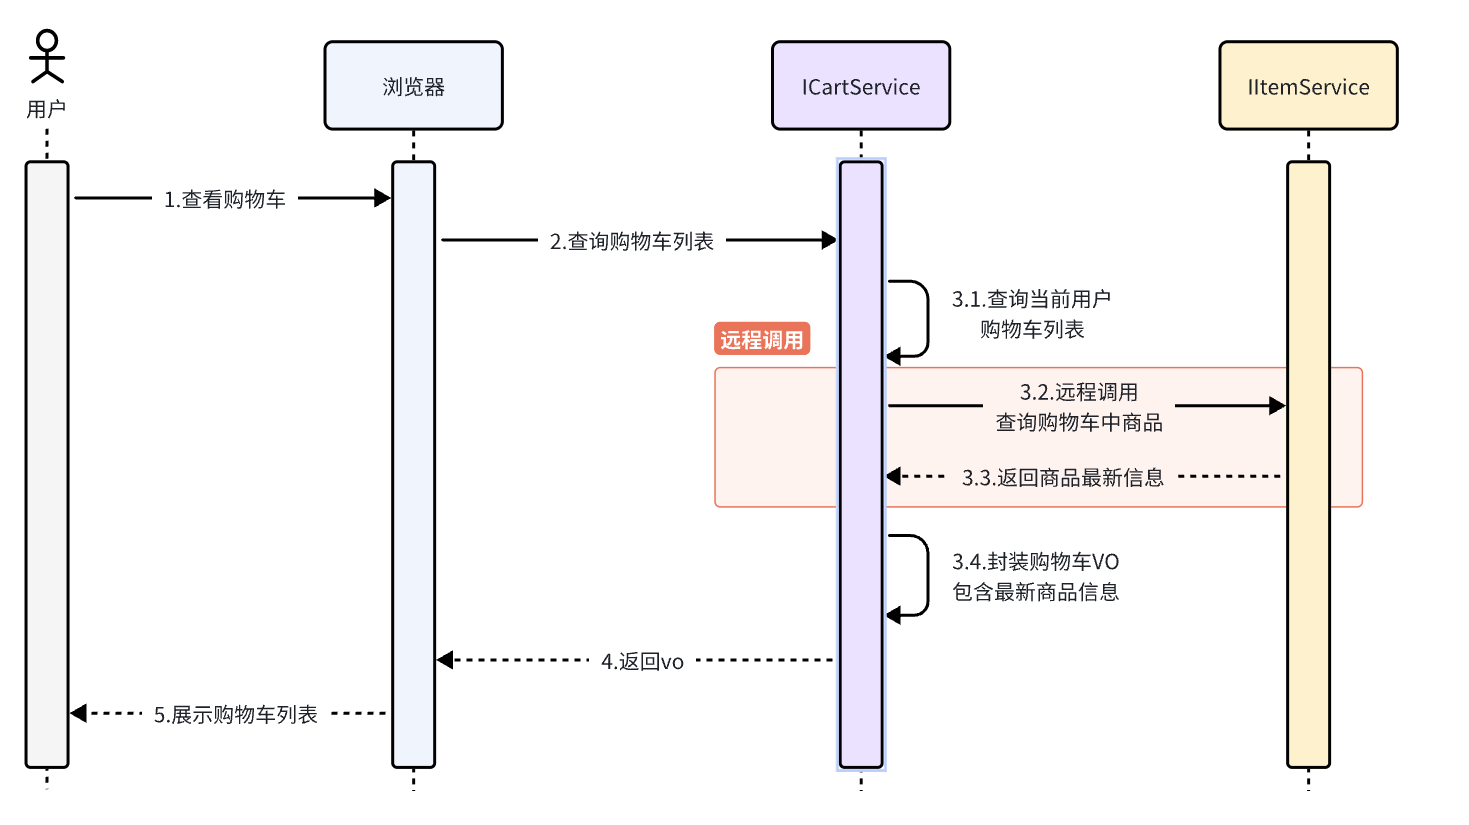 用户
浏览器
ICartService
IItemService
1.查看购物车
2.查询购物车列表
3.1.查询当前用户
购物车列表
远程调用
3.2.远程调用
查询购物车中商品
3.3.返回商品最新信息
3.4.封装购物车VO
包含最新商品信息
4.返回vo
5.展示购物车列表